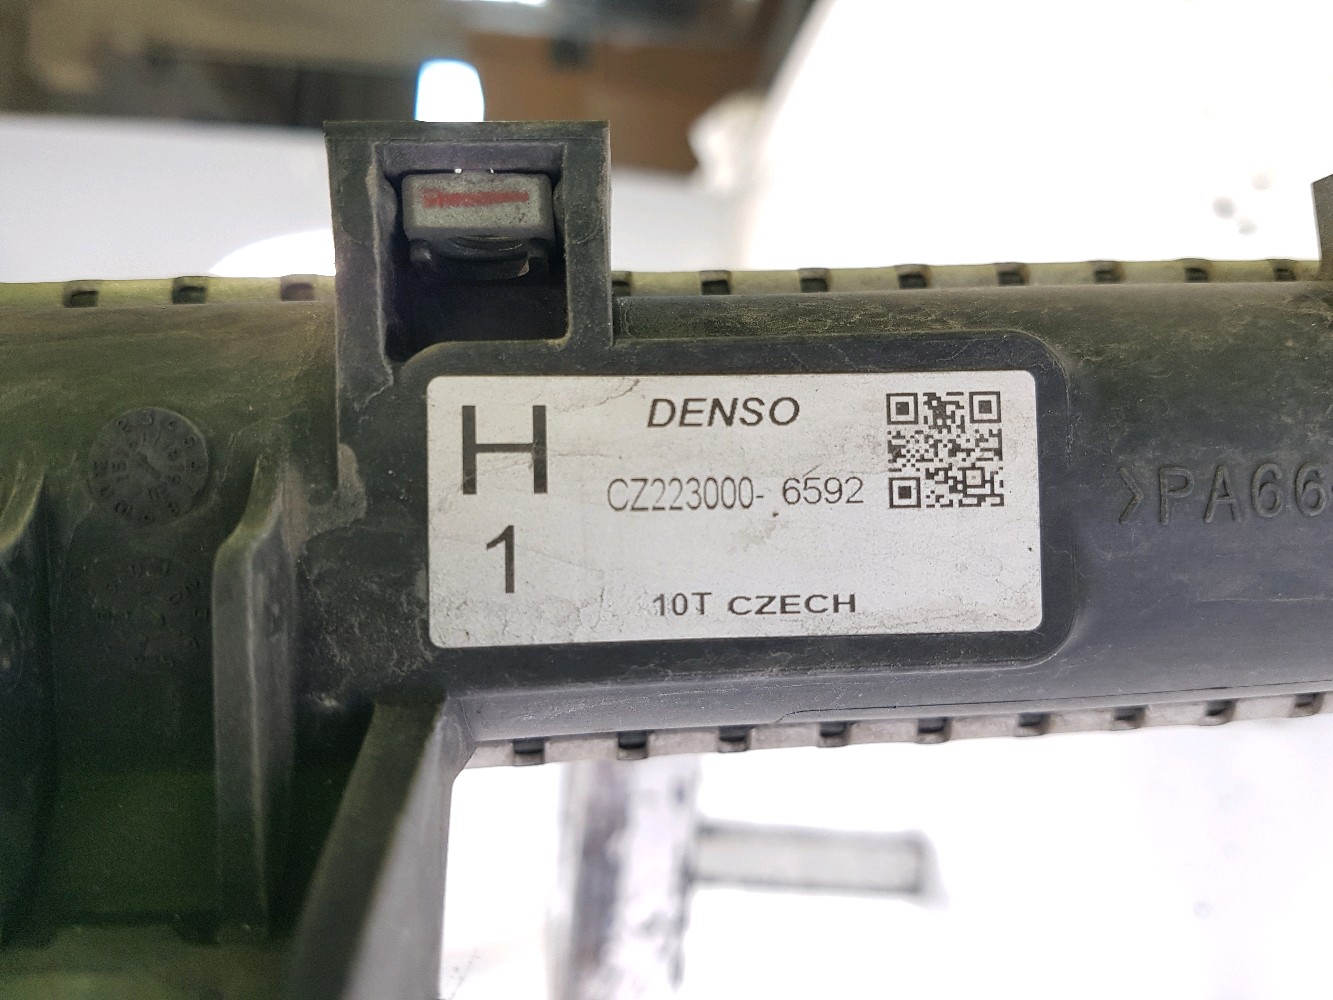 H
DENSO
CZ223000- 6592
1
10T CZECH
>PA66